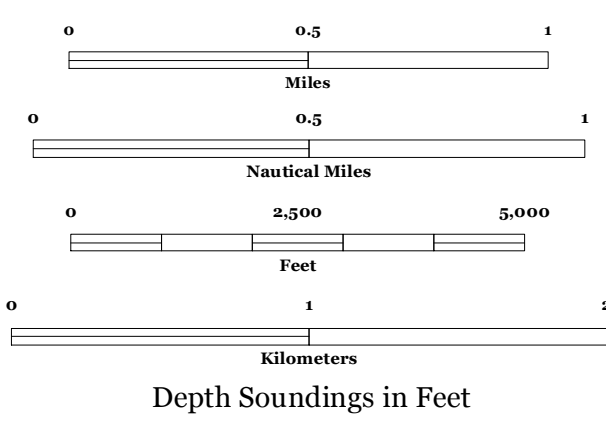 0 0.5 1
Miles
0 0.5 1
Nautical Miles
0 2,500 5,000
Feet
0 1 2
Kilometers
Depth Soundings in Feet